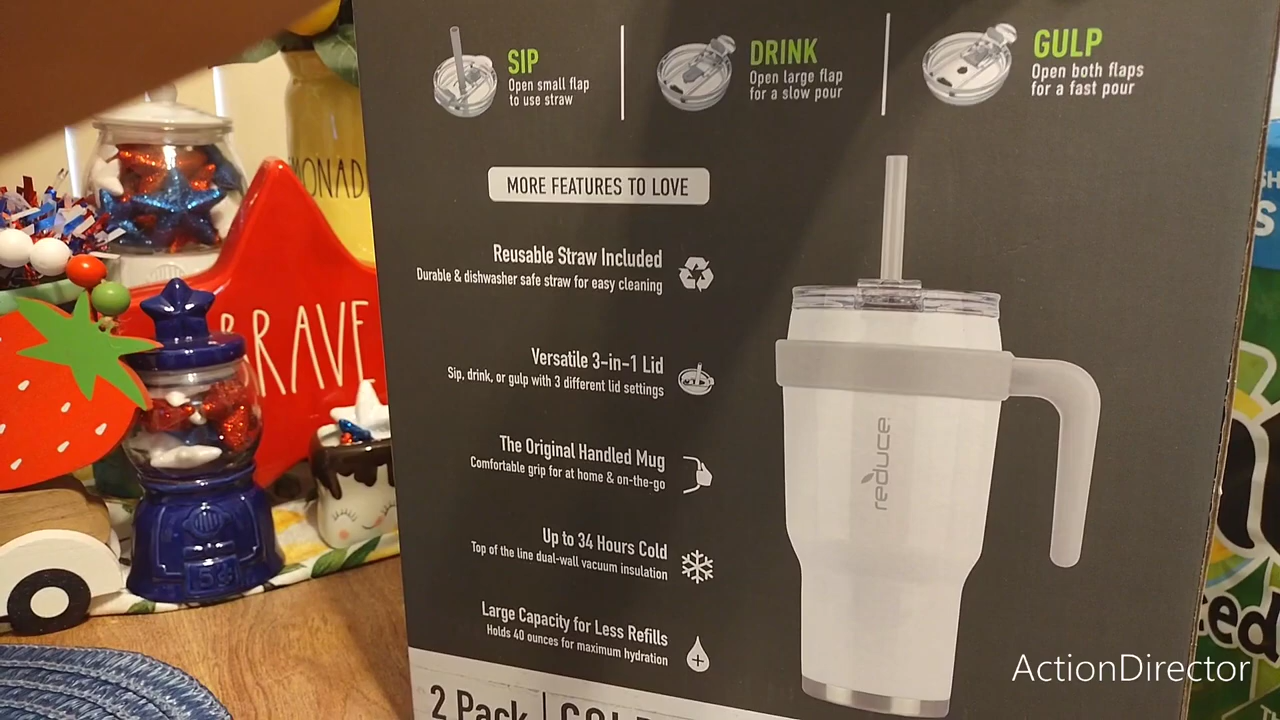 SIP
Open small flap
to use straw
DRINK
Open large flap
for a slow pour
GULP
Open both flaps
for a fast pour
MORE FEATURES TO LOVE
Reusable Straw Included
Durable & dishwasher safe straw for easy cleaning
Versatile 3-in-1 Lid
Sip, drink, or gulp with 3 different lid settings
The Original Handled Mug
Comfortable grip for at home & on-the-go
Up to 34 Hours Cold
Top of the line dual-wall vacuum insulation
Large Capacity for Less Refills
Holds 40 ounces for maximum hydration
2 Pack
reduce
BRAVE
5¢
ActionDirector